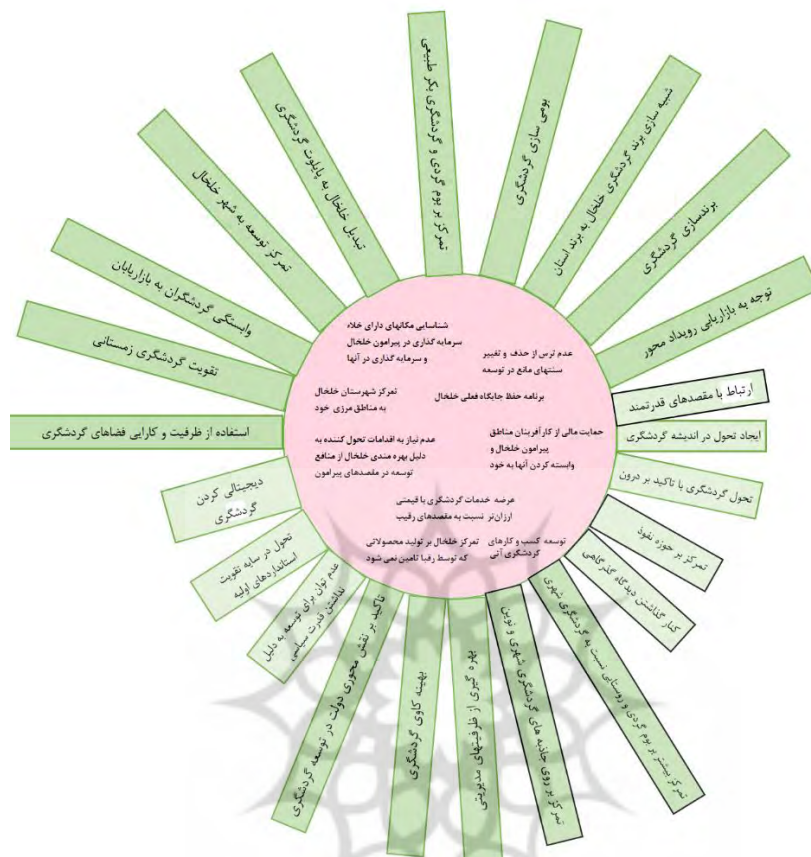 تمرکز بر بوم گردی و گردشگری بکر طبیعی
بومی سازی گردشگری
شبیه سازی برند گردشگری خلخال به برند استان
برندسازی گردشگری
توجه به بازاریابی رویداد محور
ارتباط با مقصدهای قدرتمند
ایجاد تحول در اندیشه گردشگری
تحول گردشگری با تاکید بر درون
تمرکز بر حوزه نفوذ
کنار گذاشتن دیدگاه گذرگاهی
تمرکز بیشتر بر بوم گردی و روستایی نسبت به گردشگری شهری
تمرکز بر روی جاذبه های گردشگری شهری و نوین
بهره گیری از ظرفیتهای مدیریتی
بهینه کاوی گردشگری
تاکید بر نقش محوری دولت در توسعه گردشگری
عدم توان برای توسعه به دلیل
نداشتن قدرت سیاسی
تحول در سایه تقویت
استانداردهای اولیه
دیجیتالی کردن
گردشگری
استفاده از ظرفیت و کارایی فضاهای گردشگری
تقویت گردشگری زمستانی
وابستگی گردشگران به بازاریابان
تمرکز توسعه به شهر خلخال
تبدیل خلخال به پایلوت گردشگری
شناسایی مکانهای دارای خلاء
سرمایه گذاری در پیرامون خلخال
و سرمایه گذاری در آنها
عدم ترس از حذف و تغییر
سنتهای مانع در توسعه
برنامه حفظ جایگاه فعلی خلخال
تمرکز شهرستان خلخال
به مناطق مرزی خود
حمایت مالی از کارآفرینان مناطق
پیرامون خلخال و
وابسته کردن آنها به خود
عدم نیاز به اقدامات تحول کننده به
دلیل بهره مندی خلخال از منافع
توسعه در مقصدهای پیرامون
عرضه خدمات گردشگری با قیمتی
ارزان‌تر نسبت به مقصدهای رقیب
توسعه کسب و کارهای
گردشگری آتی
تمرکز خلخال بر تولید محصولاتی
که توسط رقبا تامین نمی شود